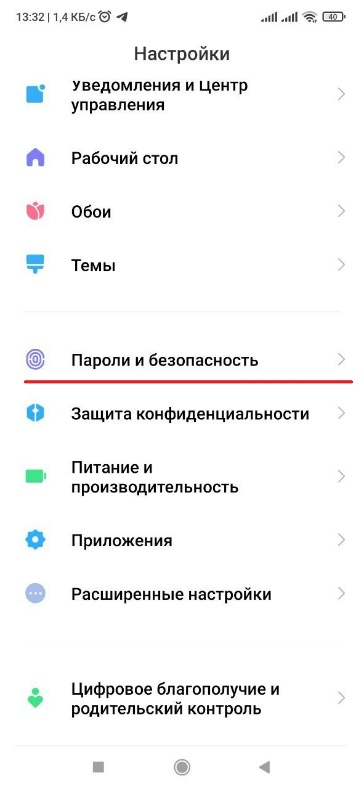 13:32 | 1,4 КБ/с
40
Настройки
Уведомления и Центр
управления
Рабочий стол
Обои
Темы
Пароли и безопасность
Защита конфиденциальности
Питание и
производительность
Приложения
Расширенные настройки
Цифровое благополучие и
родительский контроль